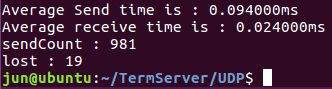 Average Send time is : 0.094000ms
Average receive time is : 0.024000ms
sendCount : 981
lost : 19
jun@ubuntu:~/TermServer/UDP$